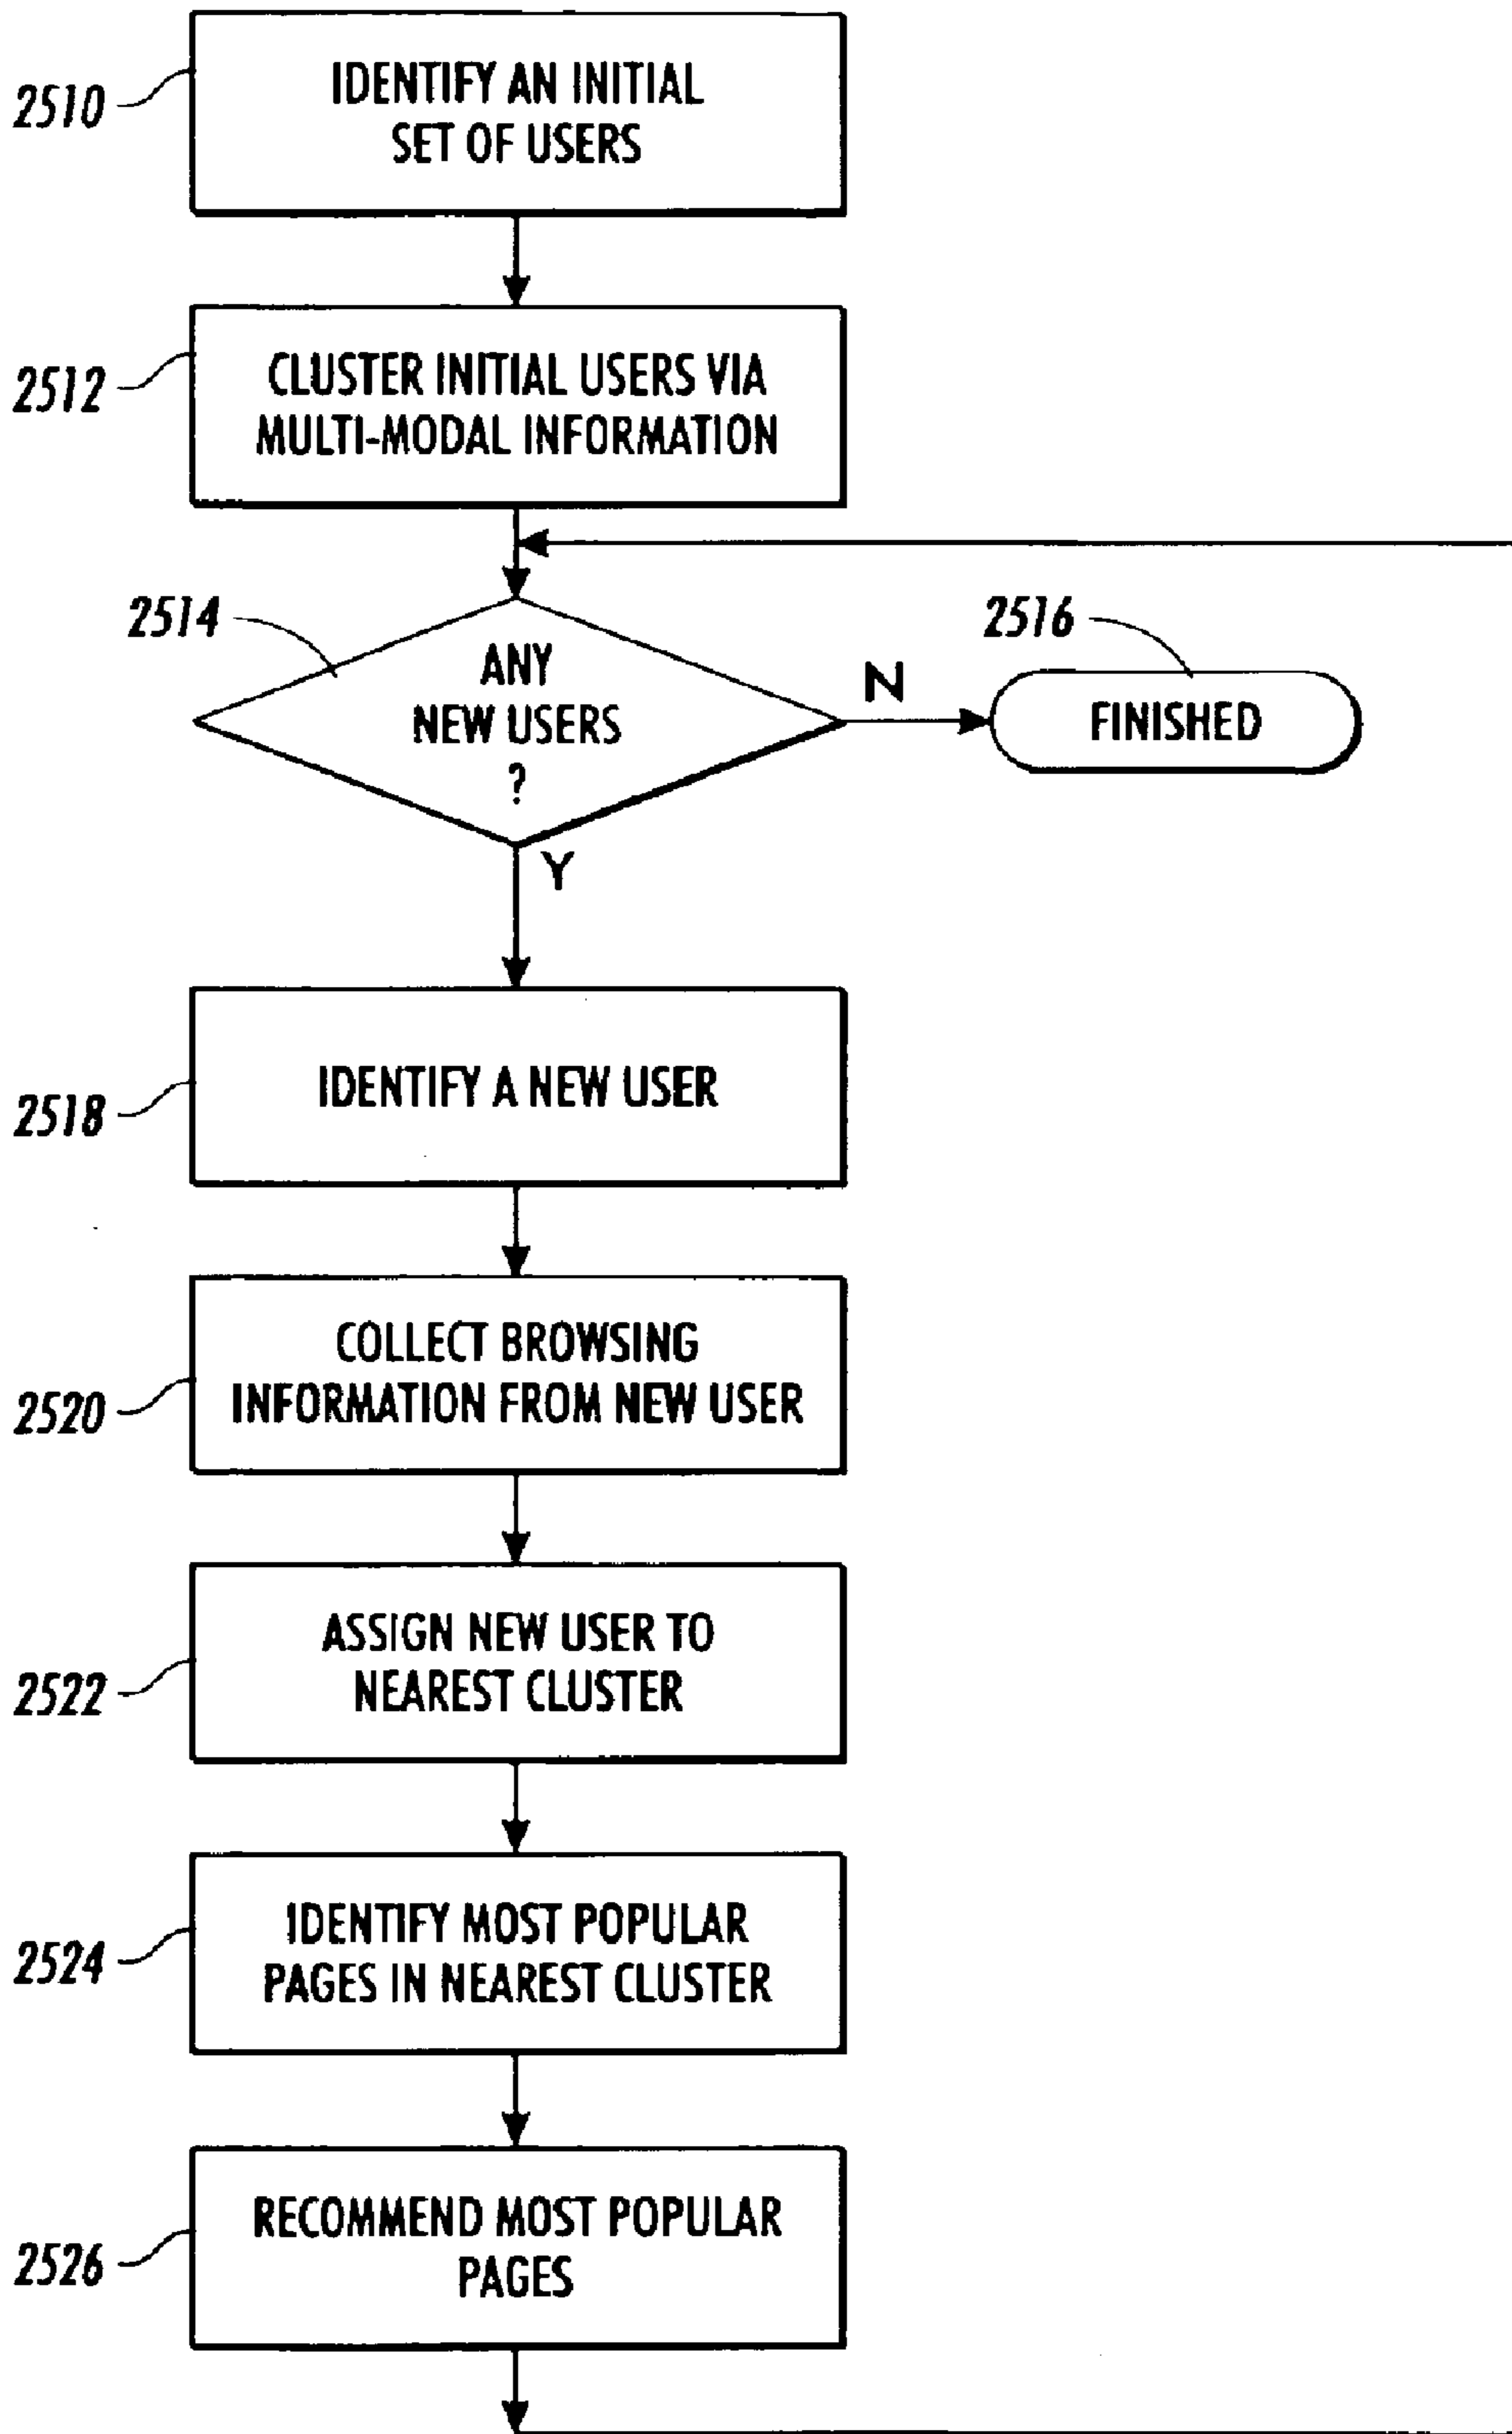 2510
IDENTIFY AN INITIAL
SET OF USERS
2512
CLUSTER INITIAL USERS VIA
MULTI-MODAL INFORMATION
2514
ANY
NEW USERS
?
N
2516
FINISHED
Y
2518
IDENTIFY A NEW USER
2520
COLLECT BROWSING
INFORMATION FROM NEW USER
2522
ASSIGN NEW USER TO
NEAREST CLUSTER
2524
IDENTIFY MOST POPULAR
PAGES IN NEAREST CLUSTER
2526
RECOMMEND MOST POPULAR
PAGES